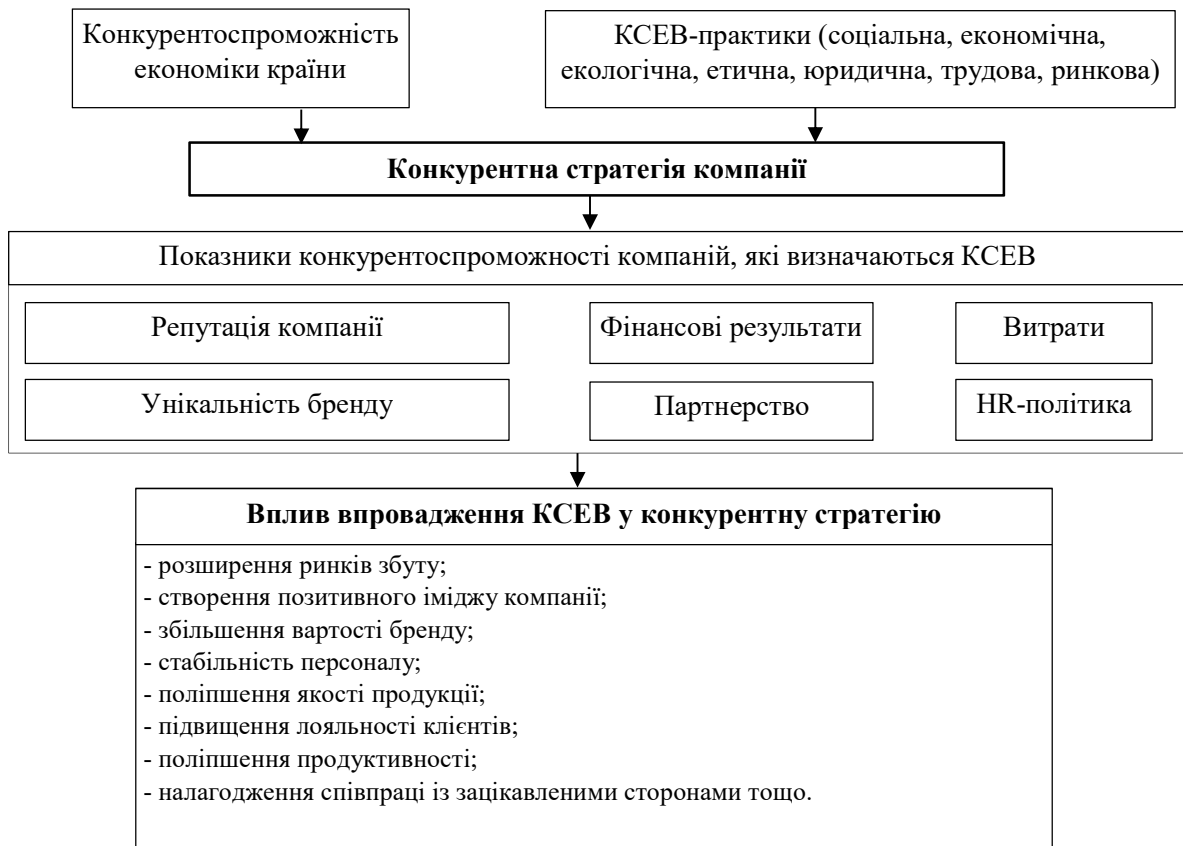 Конкурентоспроможність
економіки країни
КСЕВ-практики (соціальна, економічна,
екологічна, етична, юридична, трудова, ринкова)
Конкурентна стратегія компанії
Показники конкурентоспроможності компаній, які визначаються КСЕВ
Репутація компанії
Фінансові результати
Витрати
Унікальність бренду
Партнерство
HR-політика
Вплив впровадження КСЕВ у конкурентну стратегію
- розширення ринків збуту;
- створення позитивного іміджу компанії;
- збільшення вартості бренду;
- стабільність персоналу;
- поліпшення якості продукції;
- підвищення лояльності клієнтів;
- поліпшення продуктивності;
- налагодження співпраці із зацікавленими сторонами тощо.